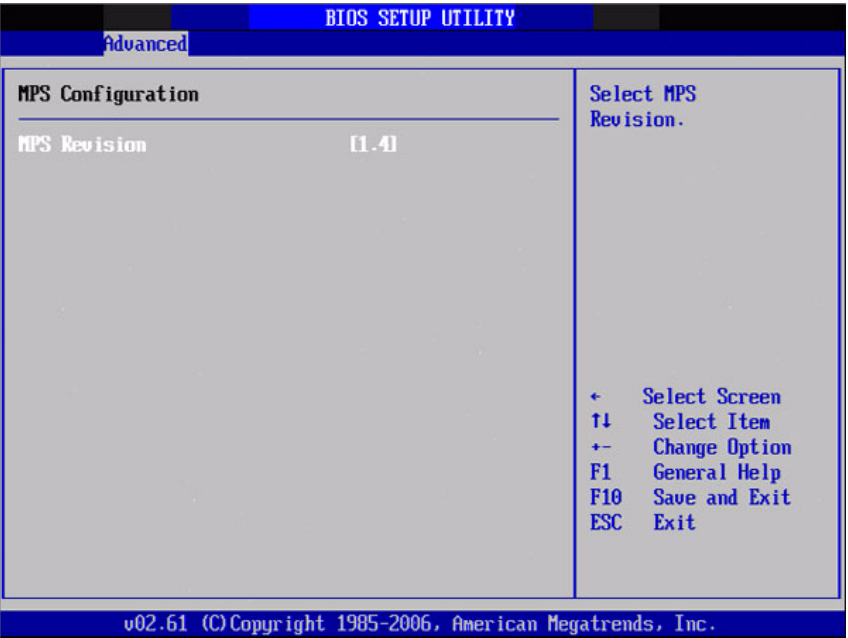 BIOS SETUP UTILITY
Advanced
MPS Configuration
MPS Revision [1.4]
Select MPS
Revision.
← Select Screen
↑↓ Select Item
+- Change Option
F1 General Help
F10 Save and Exit
ESC Exit
v02.61 (C)Copyright 1985-2006, American Megatrends, Inc.